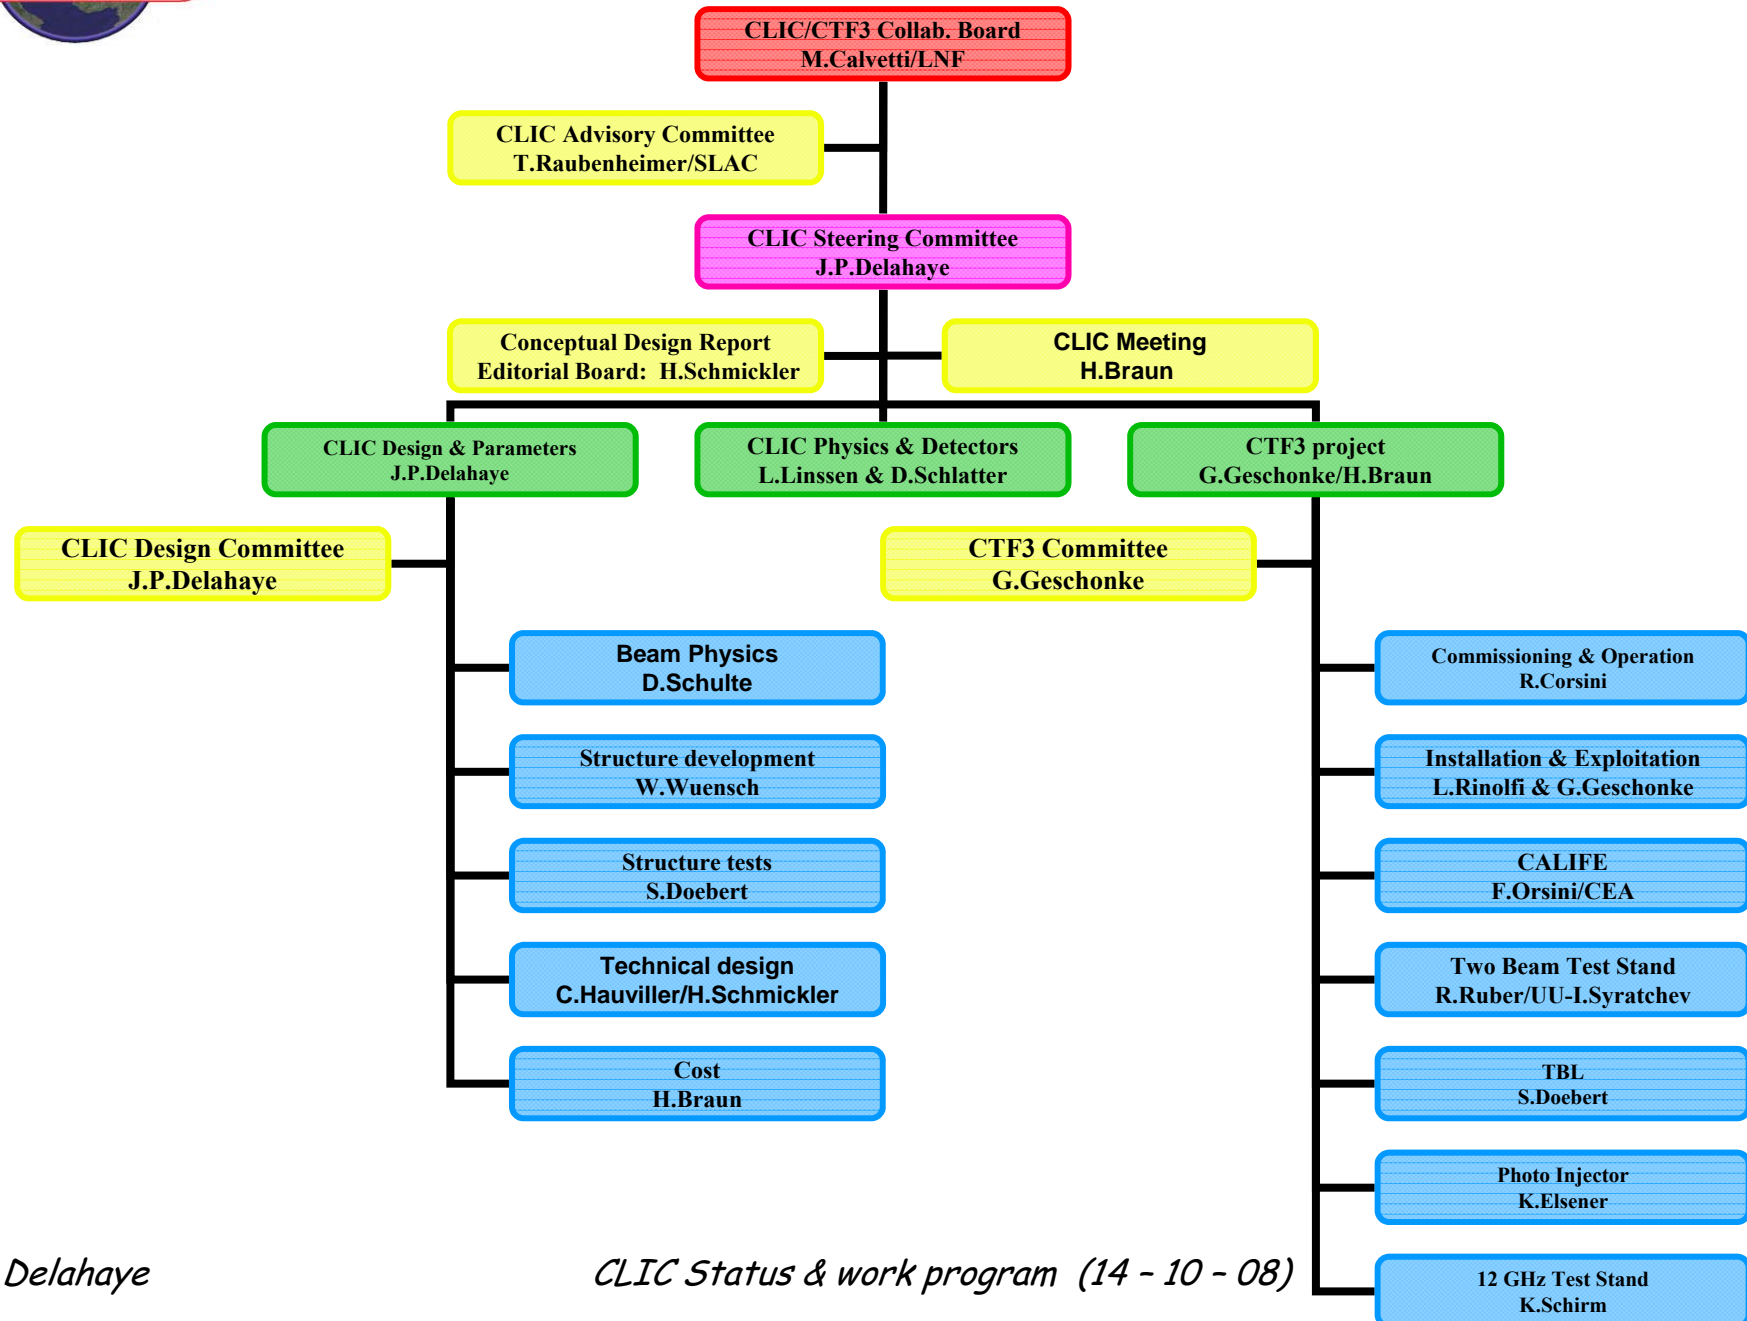 CLIC/CTF3 Collab. Board
M.Calvetti/LNF
CLIC Advisory Committee
T.Raubenheimer/SLAC
CLIC Steering Committee
J.P.Delahaye
Conceptual Design Report
Editorial Board: H.Schmickler
CLIC Meeting
H.Braun
CLIC Design & Parameters
J.P.Delahaye
CLIC Physics & Detectors
L.Linssen & D.Schlatter
CTF3 project
G.Geschonke/H.Braun
CLIC Design Committee
J.P.Delahaye
CTF3 Committee
G.Geschonke
Beam Physics
D.Schulte
Structure development
W.Wuensch
Structure tests
S.Doebert
Technical design
C.Hauviller/H.Schmickler
Cost
H.Braun
Commissioning & Operation
R.Corsini
Installation & Exploitation
L.Rinolfi & G.Geschonke
CALIFE
F.Orsini/CEA
Two Beam Test Stand
R.Ruber/UU-I.Syratchev
TBL
S.Doebert
Photo Injector
K.Elsener
12 GHz Test Stand
K.Schirm
Delahaye
CLIC Status & work program (14 – 10 – 08)